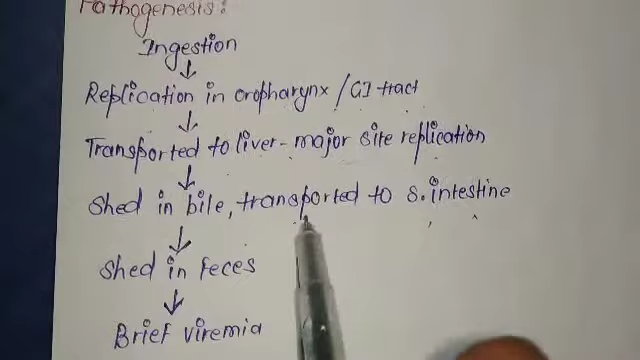 Pathogenesis:
Ingestion
↓
Replication in oropharynx / GI tract
↓
Transported to liver - major site replication
↓
Shed in bile, transported to S. intestine
↓
Shed in feces
↓
Brief viremia